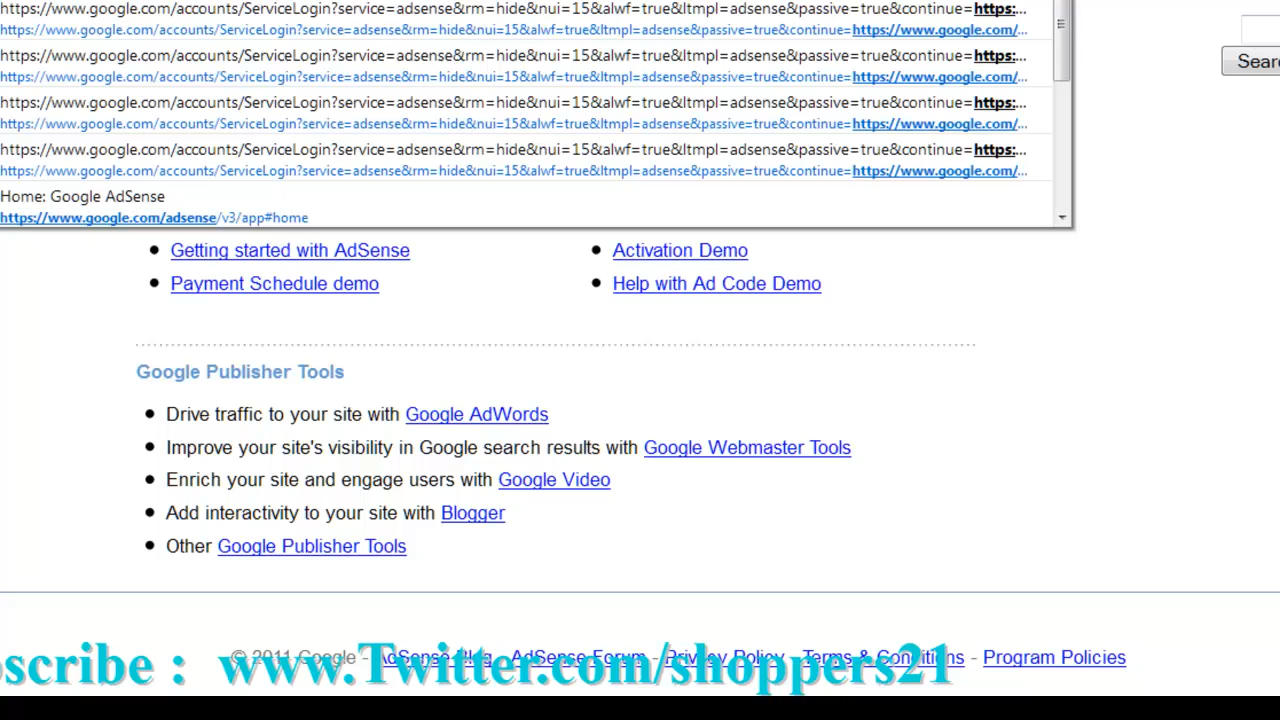 https://www.google.com/accounts/ServiceLogin?service=adsense&rm=hide&nui=15&alwf=true&ltmpl=adsense&passive=true&continue=https:...
https://www.google.com/accounts/ServiceLogin?service=adsense&rm=hide&nui=15&alwf=true&ltmpl=adsense&passive=true&continue=https://www.google.com/...
https://www.google.com/accounts/ServiceLogin?service=adsense&rm=hide&nui=15&alwf=true&ltmpl=adsense&passive=true&continue=https:...
https://www.google.com/accounts/ServiceLogin?service=adsense&rm=hide&nui=15&alwf=true&ltmpl=adsense&passive=true&continue=https://www.google.com/...
https://www.google.com/accounts/ServiceLogin?service=adsense&rm=hide&nui=15&alwf=true&ltmpl=adsense&passive=true&continue=https:...
https://www.google.com/accounts/ServiceLogin?service=adsense&rm=hide&nui=15&alwf=true&ltmpl=adsense&passive=true&continue=https://www.google.com/...
https://www.google.com/accounts/ServiceLogin?service=adsense&rm=hide&nui=15&alwf=true&ltmpl=adsense&passive=true&continue=https:...
https://www.google.com/accounts/ServiceLogin?service=adsense&rm=hide&nui=15&alwf=true&ltmpl=adsense&passive=true&continue=https://www.google.com/...
Home: Google AdSense
https://www.google.com/adsense/v3/app#home
Sear
Getting started with AdSense
Activation Demo
Payment Schedule demo
Help with Ad Code Demo
Google Publisher Tools
Drive traffic to your site with Google AdWords
Improve your site's visibility in Google search results with Google Webmaster Tools
Enrich your site and engage users with Google Video
Add interactivity to your site with Blogger
Other Google Publisher Tools
© 2011 Google - AdSense Blog - AdSense Forum - Privacy Policy - Terms & Conditions - Program Policies
scribe : www.Twitter.com/shoppers21